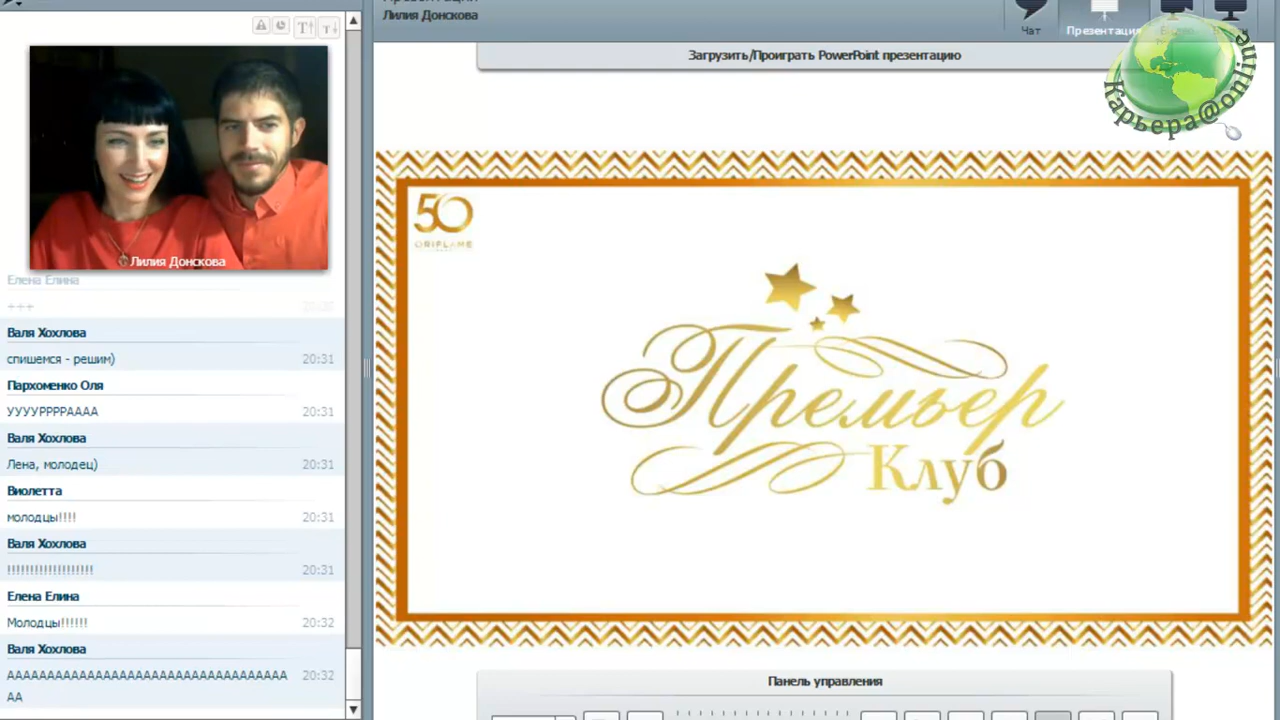 Лилия Донскова
Елена Елина
+++
Валя Хохлова
спишемся - решим) 20:31
Пархоменко Оля
УУУУРРРРАААА 20:31
Валя Хохлова
Лена, молодец) 20:31
Виолетта
молодцы!!!! 20:31
Валя Хохлова
!!!!!!!!!!!!!!!!!!! 20:31
Елена Елина
Молодцы!!!!!! 20:32
Валя Хохлова
ААААААААААААААААААААААААААААААААААА 20:32
АА
Лилия Донскова
Чат
Презентация
Загрузить/Проиграть PowerPoint презентацию
Карьера@online
50
ORIFLAME
Премьер
Клуб
Панель управления